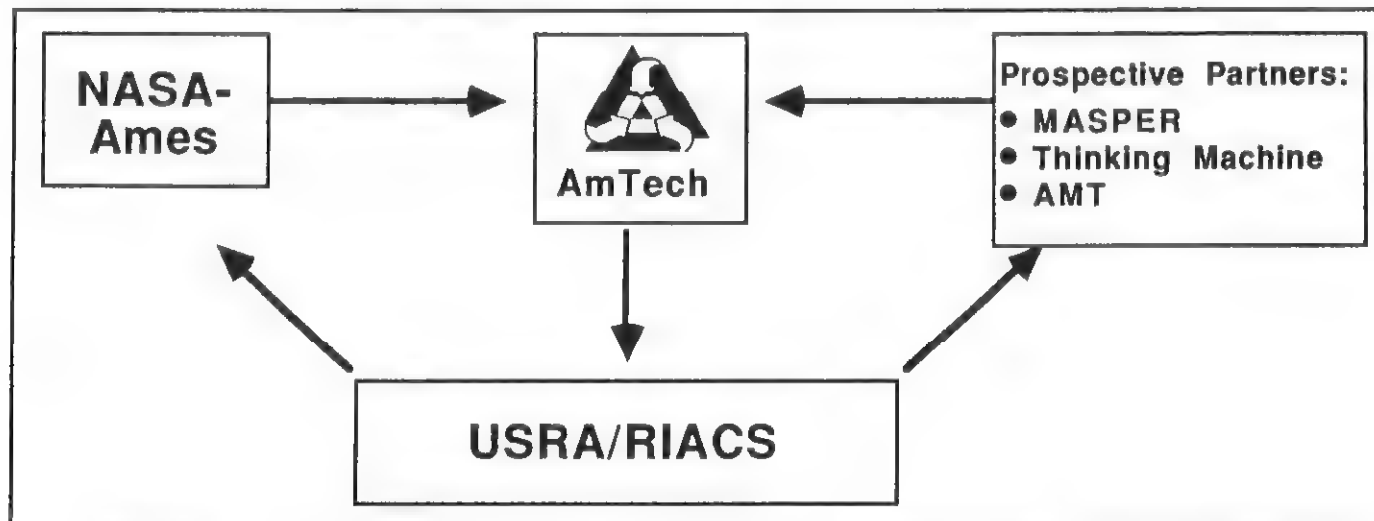 NASA-
Ames
AmTech
Prospective Partners:
● MASPER
● Thinking Machine
● AMT
USRA/RIACS